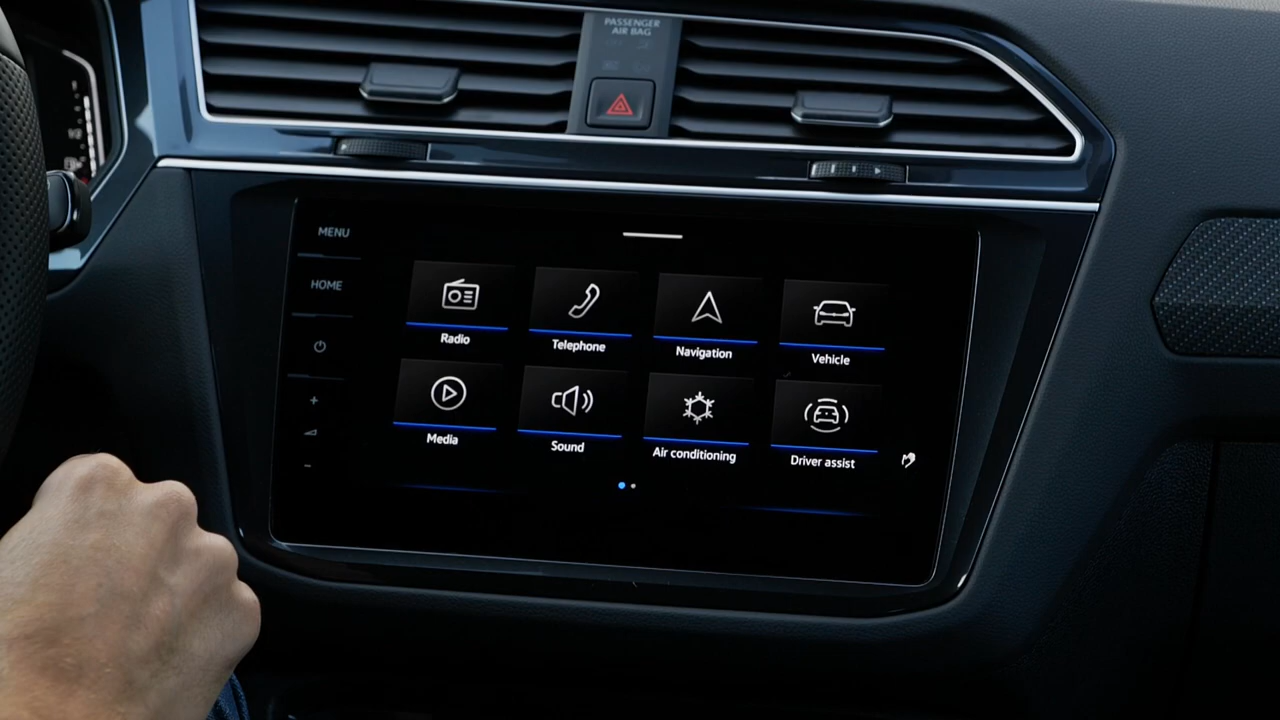 PASSENGER
AIR BAG
MENU
HOME
Radio
Telephone
Navigation
Vehicle
Media
Sound
Air conditioning
Driver assist
+
-